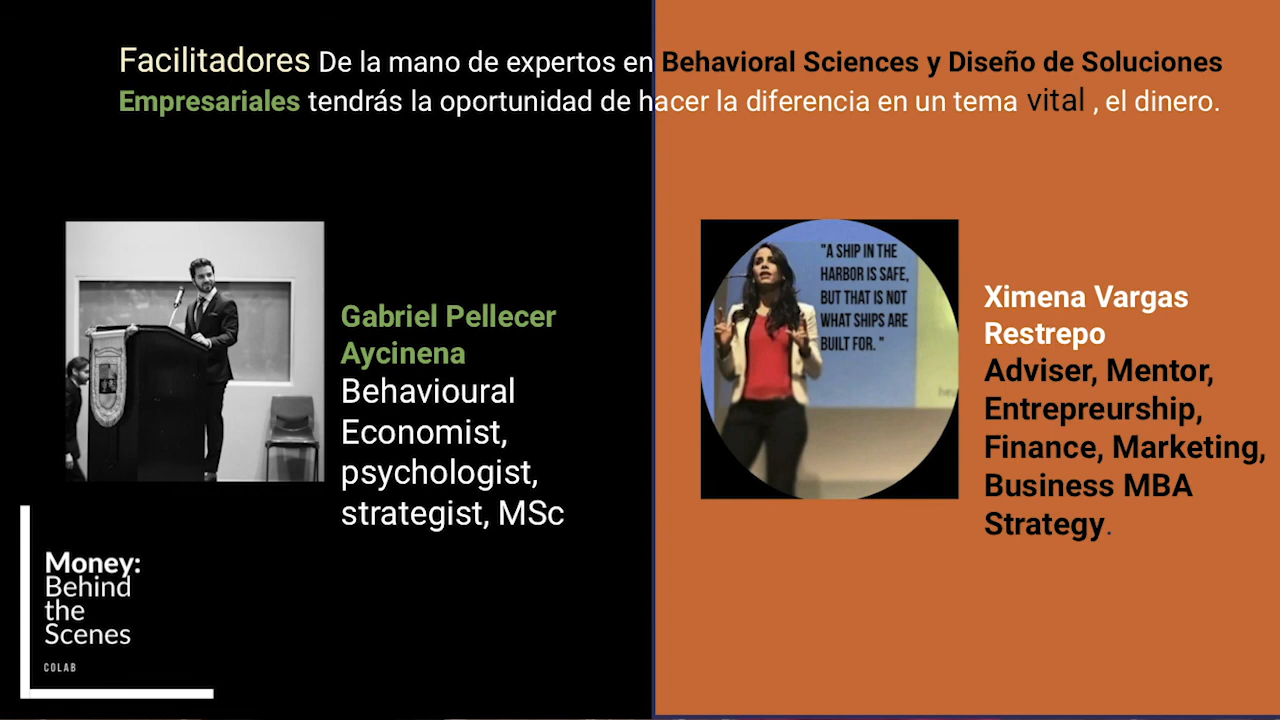 Facilitadores De la mano de expertos en Behavioral Sciences y Diseño de Soluciones
Empresariales tendrás la oportunidad de hacer la diferencia en un tema vital , el dinero.
Gabriel Pellecer
Aycinena
Behavioural
Economist,
psychologist,
strategist, MSc
"A SHIP IN THE
HARBOR IS SAFE,
BUT THAT IS NOT
WHAT SHIPS ARE
BUILT FOR. "
Ximena Vargas
Restrepo
Adviser, Mentor,
Entrepreurship,
Finance, Marketing,
Business MBA
Strategy.
Money:
Behind
the
Scenes
COLAB